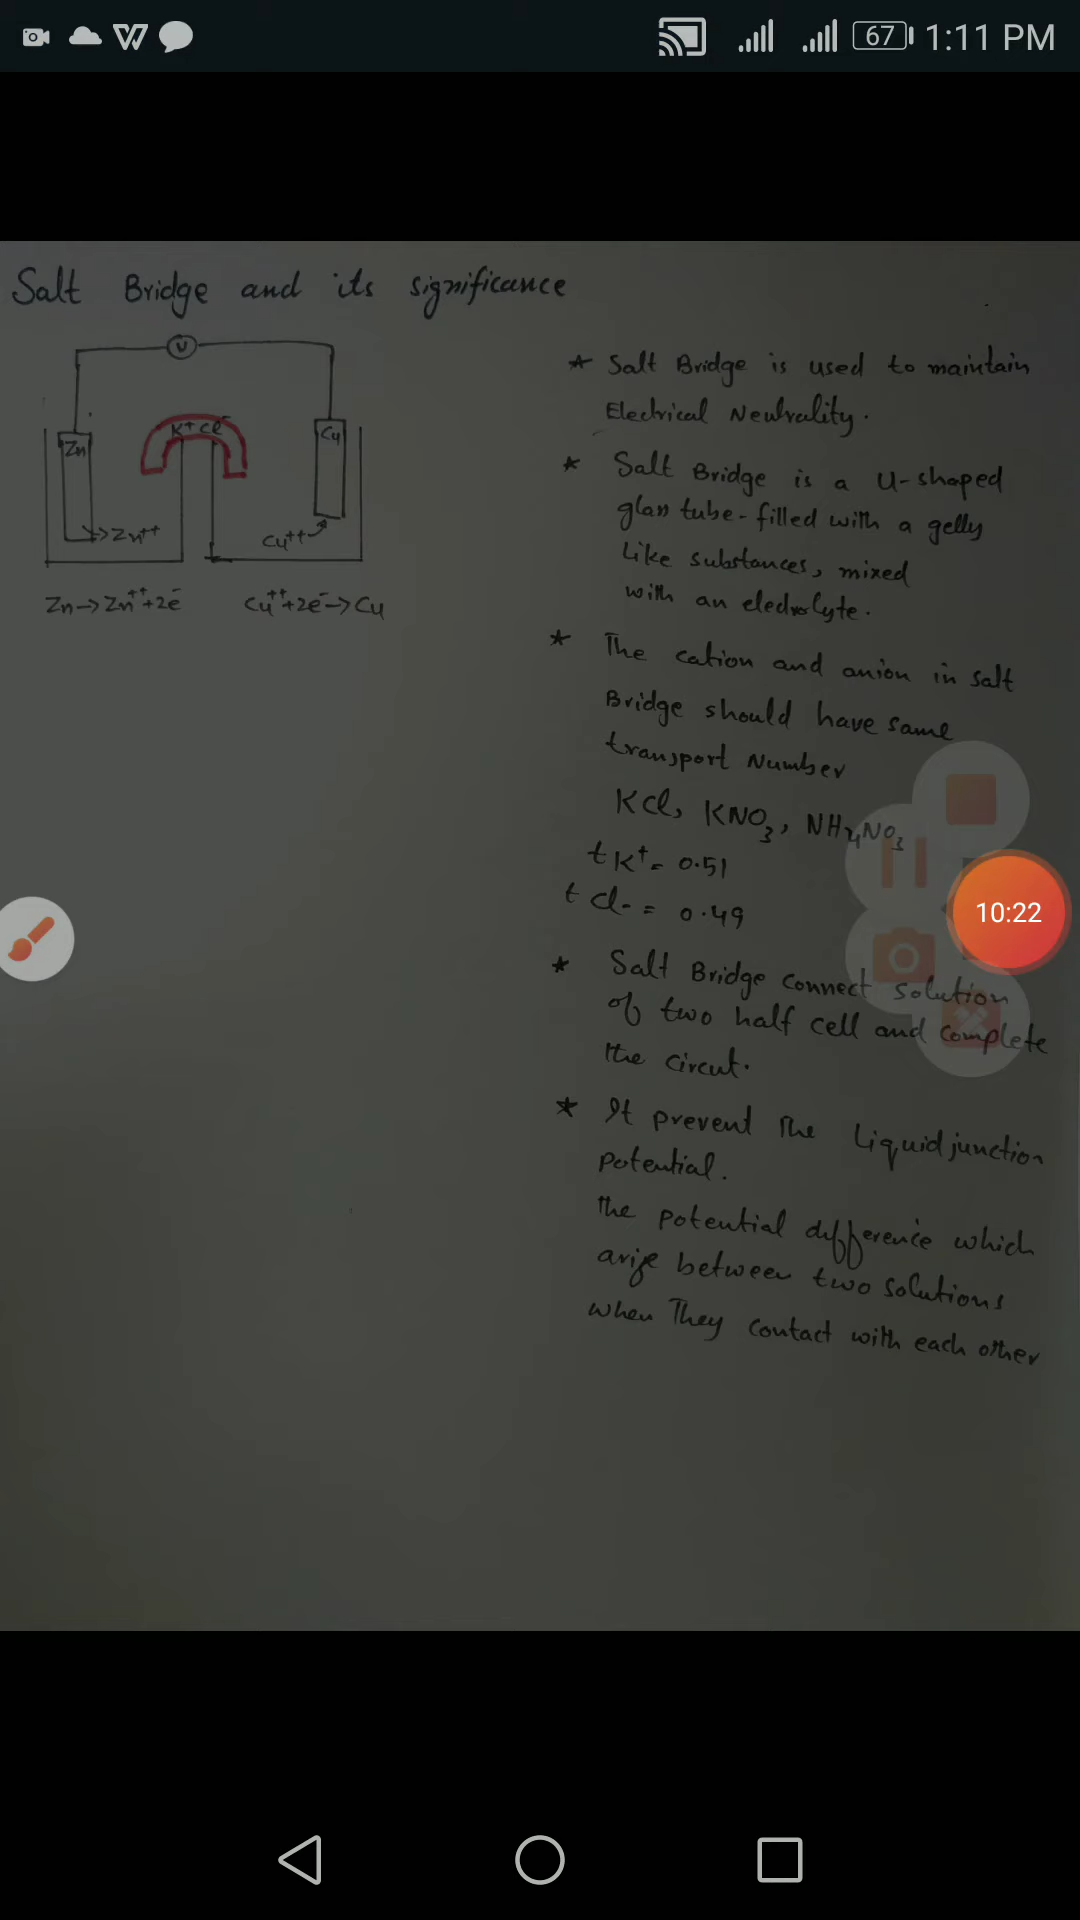 67 1:11 PM
Salt Bridge and its significance
V
Zn
K+ Cl-
Cu
→Zn++
Cu++
Zn→Zn+++2e- Cu+++2e-→Cu
* Salt Bridge is used to maintain
Electrical Neutrality.
* Salt Bridge is a U-shaped
glass tube-filled with a gelly
Like substances, mixed
with an electrolyte.
* The cation and anion in salt
Bridge should have same
transport Number
KCl, KNO3, NH4NO3
tK+= 0.51
tCl-= 0.49
10:22
* Salt Bridge connect solution
of two half cell and complete
the circut.
* It prevent the Liquid junction
potential.
the potential difference which
arise between two solutions
when They contact with each other